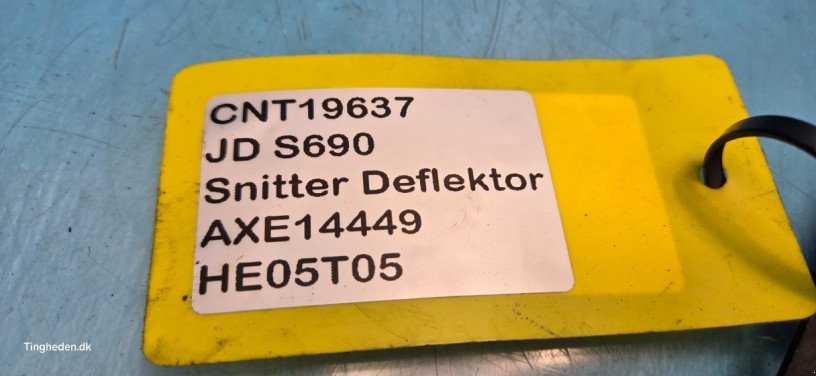 CNT19637
JD S690
Snitter Deflektor
AXE14449
HE05T05
Tingheden.dk